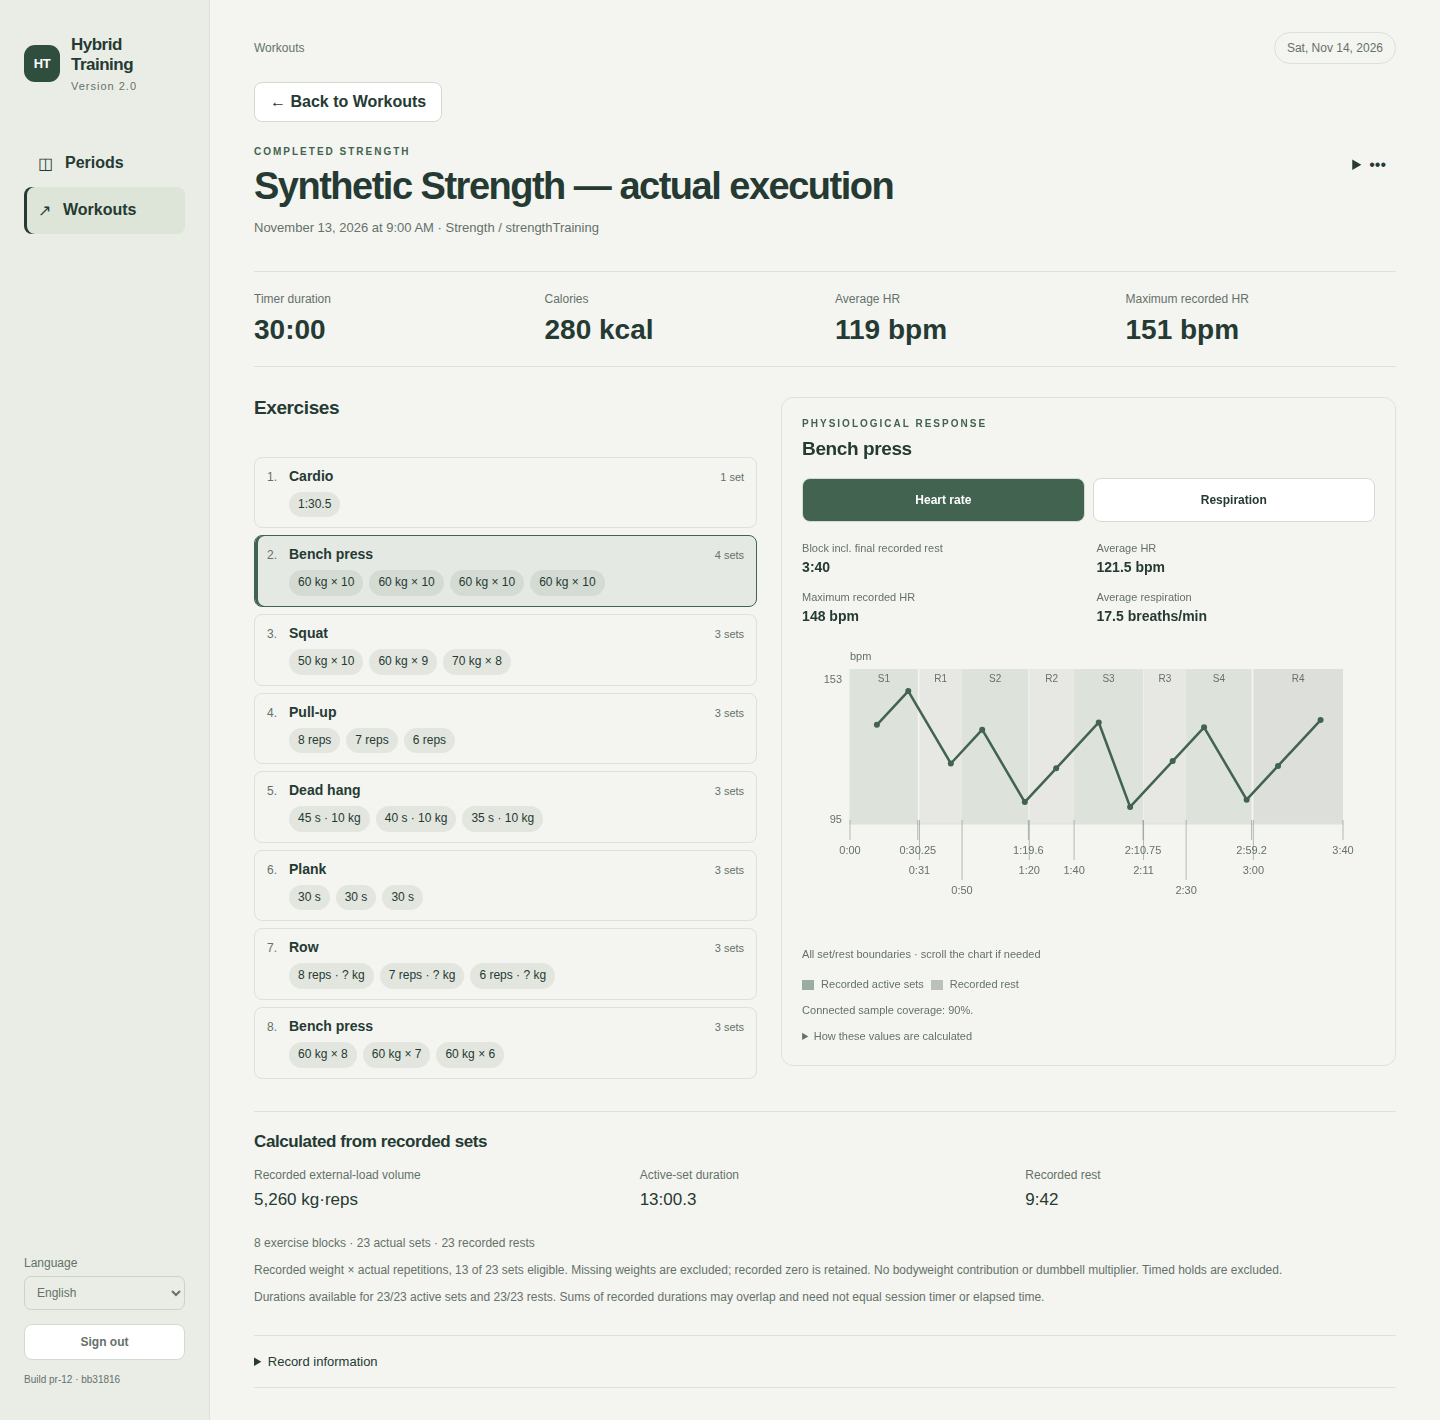 HT
Hybrid
Training
Version 2.0
◫ Periods
↗ Workouts
Language
English
Sign out
Build pr-12 · bb31816
Workouts
Sat, Nov 14, 2026
← Back to Workouts
COMPLETED STRENGTH
Synthetic Strength — actual execution
▶ •••
November 13, 2026 at 9:00 AM · Strength / strengthTraining
Timer duration
30:00
Calories
280 kcal
Average HR
119 bpm
Maximum recorded HR
151 bpm
Exercises
1. Cardio 1 set
1:30.5
2. Bench press 4 sets
60 kg × 10 60 kg × 10 60 kg × 10 60 kg × 10
3. Squat 3 sets
50 kg × 10 60 kg × 9 70 kg × 8
4. Pull-up 3 sets
8 reps 7 reps 6 reps
5. Dead hang 3 sets
45 s · 10 kg 40 s · 10 kg 35 s · 10 kg
6. Plank 3 sets
30 s 30 s 30 s
7. Row 3 sets
8 reps · ? kg 7 reps · ? kg 6 reps · ? kg
8. Bench press 3 sets
60 kg × 8 60 kg × 7 60 kg × 6
PHYSIOLOGICAL RESPONSE
Bench press
Heart rate Respiration
Block incl. final recorded rest
3:40
Average HR
121.5 bpm
Maximum recorded HR
148 bpm
Average respiration
17.5 breaths/min
bpm
153
S1 R1 S2 R2 S3 R3 S4 R4
95
0:00 0:30.25 1:19.6 2:10.75 2:59.2 3:40
0:31 1:20 1:40 2:11 3:00
0:50 2:30
All set/rest boundaries · scroll the chart if needed
Recorded active sets Recorded rest
Connected sample coverage: 90%.
▶ How these values are calculated
Calculated from recorded sets
Recorded external-load volume
5,260 kg·reps
Active-set duration
13:00.3
Recorded rest
9:42
8 exercise blocks · 23 actual sets · 23 recorded rests
Recorded weight × actual repetitions, 13 of 23 sets eligible. Missing weights are excluded; recorded zero is retained. No bodyweight contribution or dumbbell multiplier. Timed holds are excluded.
Durations available for 23/23 active sets and 23/23 rests. Sums of recorded durations may overlap and need not equal session timer or elapsed time.
▶ Record information